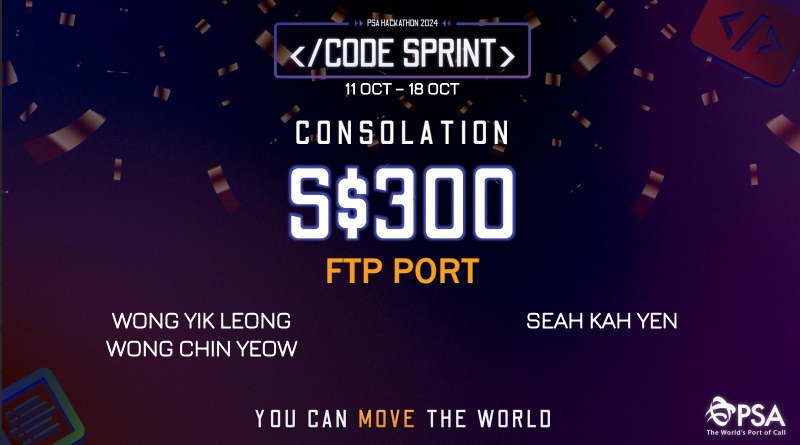 PSA HACKATHON 2024
</CODE SPRINT>
11 OCT – 18 OCT
CONSOLATION
S$300
FTP PORT
WONG YIK LEONG
WONG CHIN YEOW
SEAH KAH YEN
YOU CAN MOVE THE WORLD
PSA
The World's Port of Call